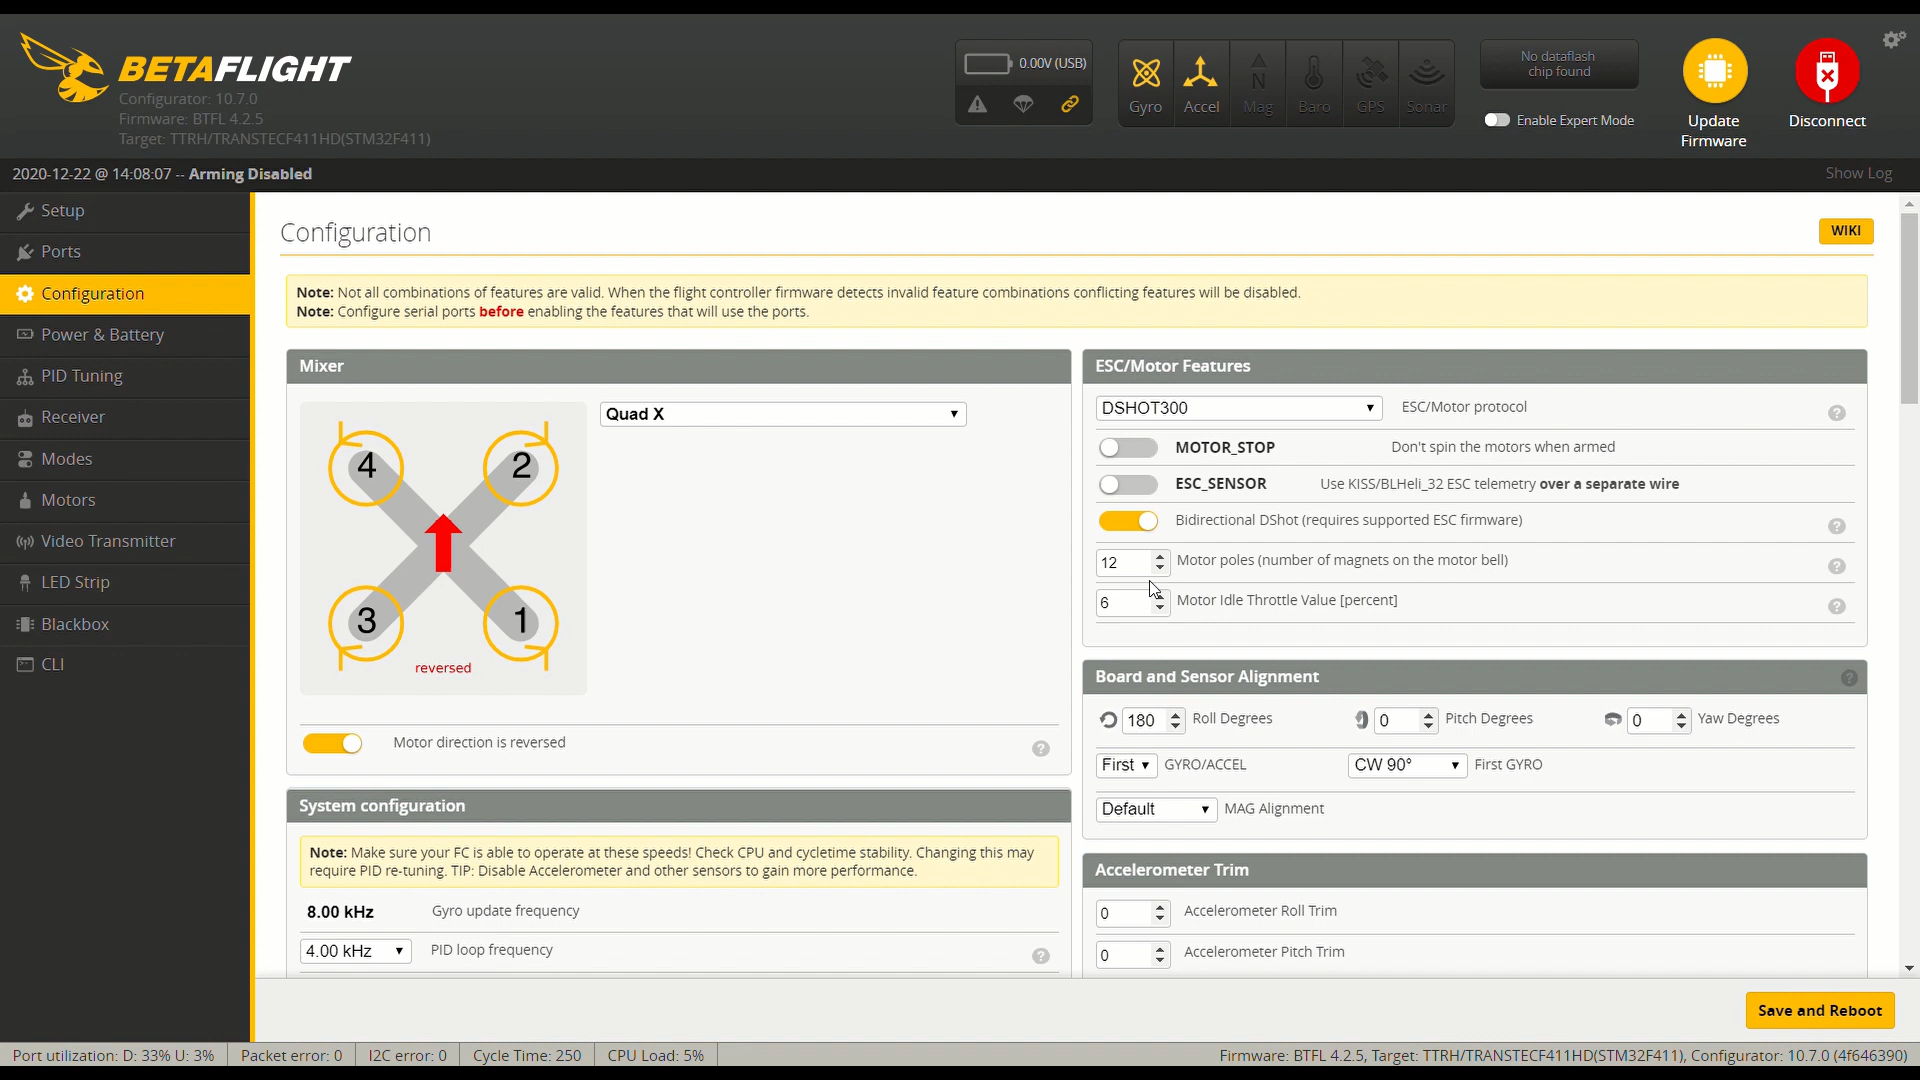 BETAFLIGHT
Configurator: 10.7.0
Firmware: BTFL 4.2.5
Target: TTRH/TRANSTECF411HD(STM32F411)
0.00V (USB)
Gyro
Accel
Mag
Baro
GPS
Sonar
No dataflash
chip found
Enable Expert Mode
Update
Firmware
Disconnect
2020-12-22 @ 14:08:07 -- Arming Disabled
Show Log
Setup
Ports
Configuration
Power & Battery
PID Tuning
Receiver
Modes
Motors
Video Transmitter
LED Strip
Blackbox
CLI
Configuration
WIKI
Note: Not all combinations of features are valid. When the flight controller firmware detects invalid feature combinations conflicting features will be disabled.
Note: Configure serial ports before enabling the features that will use the ports.
Mixer
Quad X
4
2
3
1
reversed
Motor direction is reversed
System configuration
Note: Make sure your FC is able to operate at these speeds! Check CPU and cycletime stability. Changing this may
require PID re-tuning. TIP: Disable Accelerometer and other sensors to gain more performance.
8.00 kHz Gyro update frequency
4.00 kHz PID loop frequency
ESC/Motor Features
DSHOT300 ESC/Motor protocol
MOTOR_STOP Don't spin the motors when armed
ESC_SENSOR Use KISS/BLHeli_32 ESC telemetry over a separate wire
Bidirectional DShot (requires supported ESC firmware)
12 Motor poles (number of magnets on the motor bell)
6 Motor Idle Throttle Value [percent]
Board and Sensor Alignment
180 Roll Degrees 0 Pitch Degrees 0 Yaw Degrees
First GYRO/ACCEL CW 90° First GYRO
Default MAG Alignment
Accelerometer Trim
0 Accelerometer Roll Trim
0 Accelerometer Pitch Trim
Save and Reboot
Port utilization: D: 33% U: 3% Packet error: 0 I2C error: 0 Cycle Time: 250 CPU Load: 5% Firmware: BTFL 4.2.5, Target: TTRH/TRANSTECF411HD(STM32F411), Configurator: 10.7.0 (4f646390)